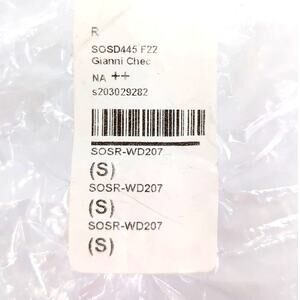 R
SOSD445 F22
Gianni Chec
NA ++
s203029282
SOSR-WD207
(S)
SOSR-WD207
(S)
SOSR-WD207
(S)